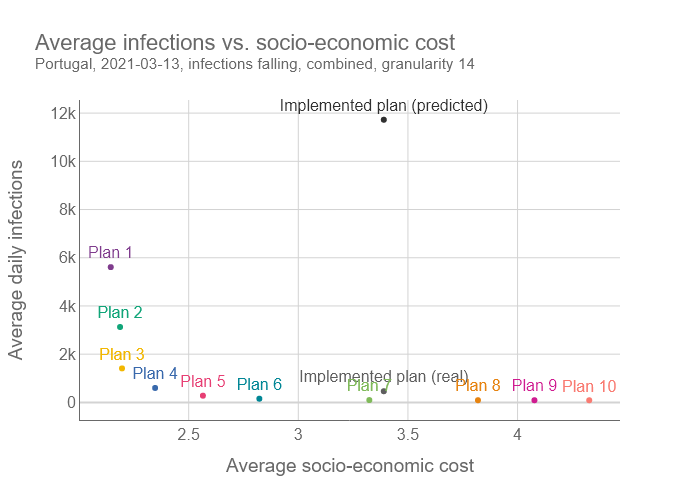 Average infections vs. socio-economic cost
Portugal, 2021-03-13, infections falling, combined, granularity 14
Average daily infections
12k
10k
8k
6k
4k
2k
0
Implemented plan (predicted)
Plan 1
Plan 2
Plan 3
Plan 4
Plan 5
Plan 6
Implemented plan (real)
Plan 7
Plan 8
Plan 9
Plan 10
2.5
3
3.5
4
Average socio-economic cost